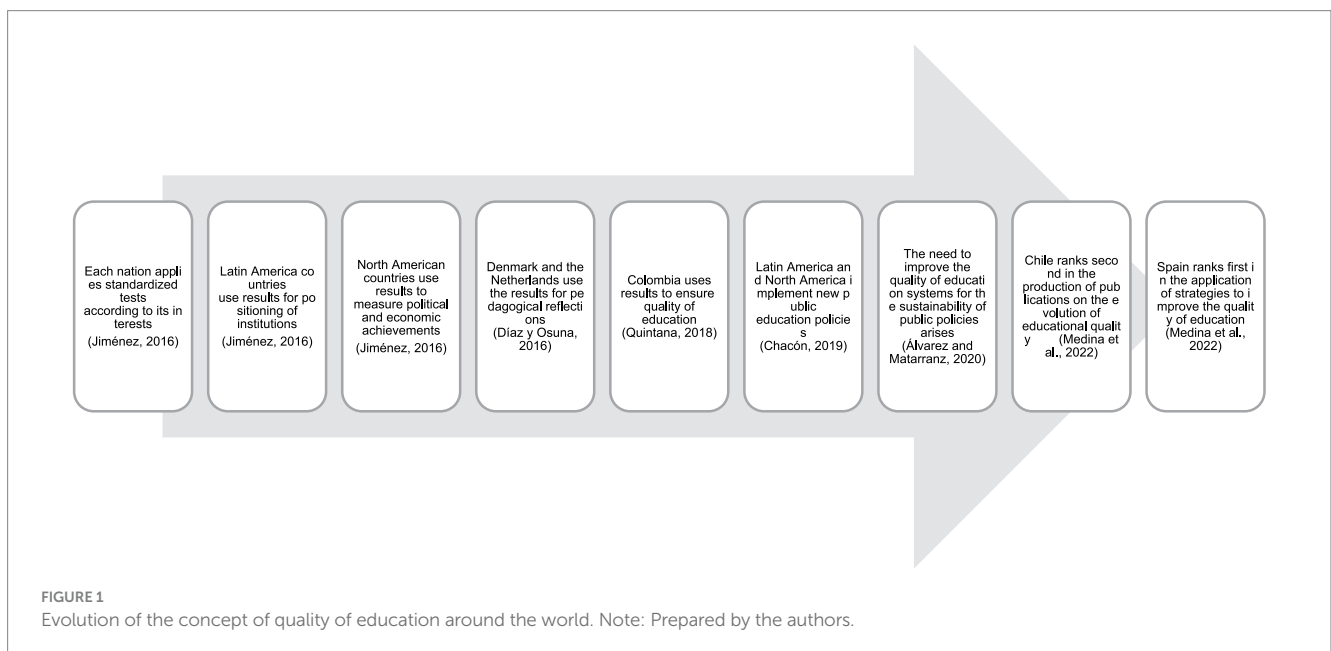 Each nation appli
es standardized
tests
according to its in
terests
(Jiménez, 2016)
Latin America co
untries
use results for po
sitioning of
institutions
(Jiménez, 2016)
North American
countries use
results to
measure political
and economic
achievements
(Jiménez, 2016)
Denmark and the
Netherlands use
the results for pe
dagogical reflecti
ons
(Díaz y Osuna,
2016)
Colombia uses
results to ensure
quality of
education
(Quintana, 2018)
Latin America an
d North America i
mplement new p
ublic
education policie
s
(Chacón, 2019)
The need to
improve the
quality of educati
on systems for th
e sustainability of
public policies
arises
(Álvarez and
Matarranz, 2020)
Chile ranks seco
nd in the
production of pub
lications on the e
volution of
educational qualit
y (Medina et
al., 2022)
Spain ranks first i
n the application
of strategies to i
mprove the qualit
y of education
(Medina et al.,
2022)
FIGURE 1
Evolution of the concept of quality of education around the world. Note: Prepared by the authors.